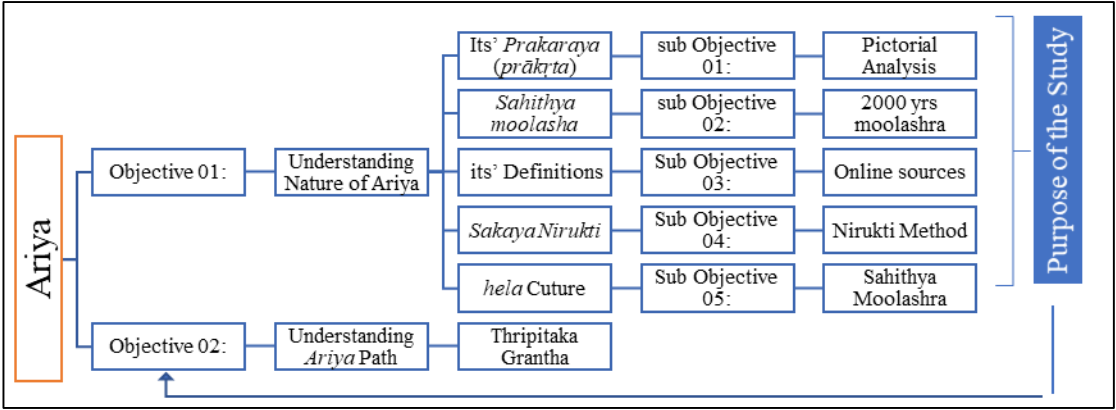 Ariya
Objective 01:
Understanding
Nature of Ariya
Its’ Prakaraya
(prākṛta)
sub Objective
01:
Pictorial
Analysis
Sahithya
moolasha
sub Objective
02:
2000 yrs
moolashra
its’ Definitions
Sub Objective
03:
Online sources
Sakaya Nirukti
Sub Objective
04:
Nirukti Method
hela Cuture
Sub Objective
05:
Sahithya
Moolashra
Objective 02:
Understanding
Ariya Path
Thripitaka
Grantha
Purpose of the Study